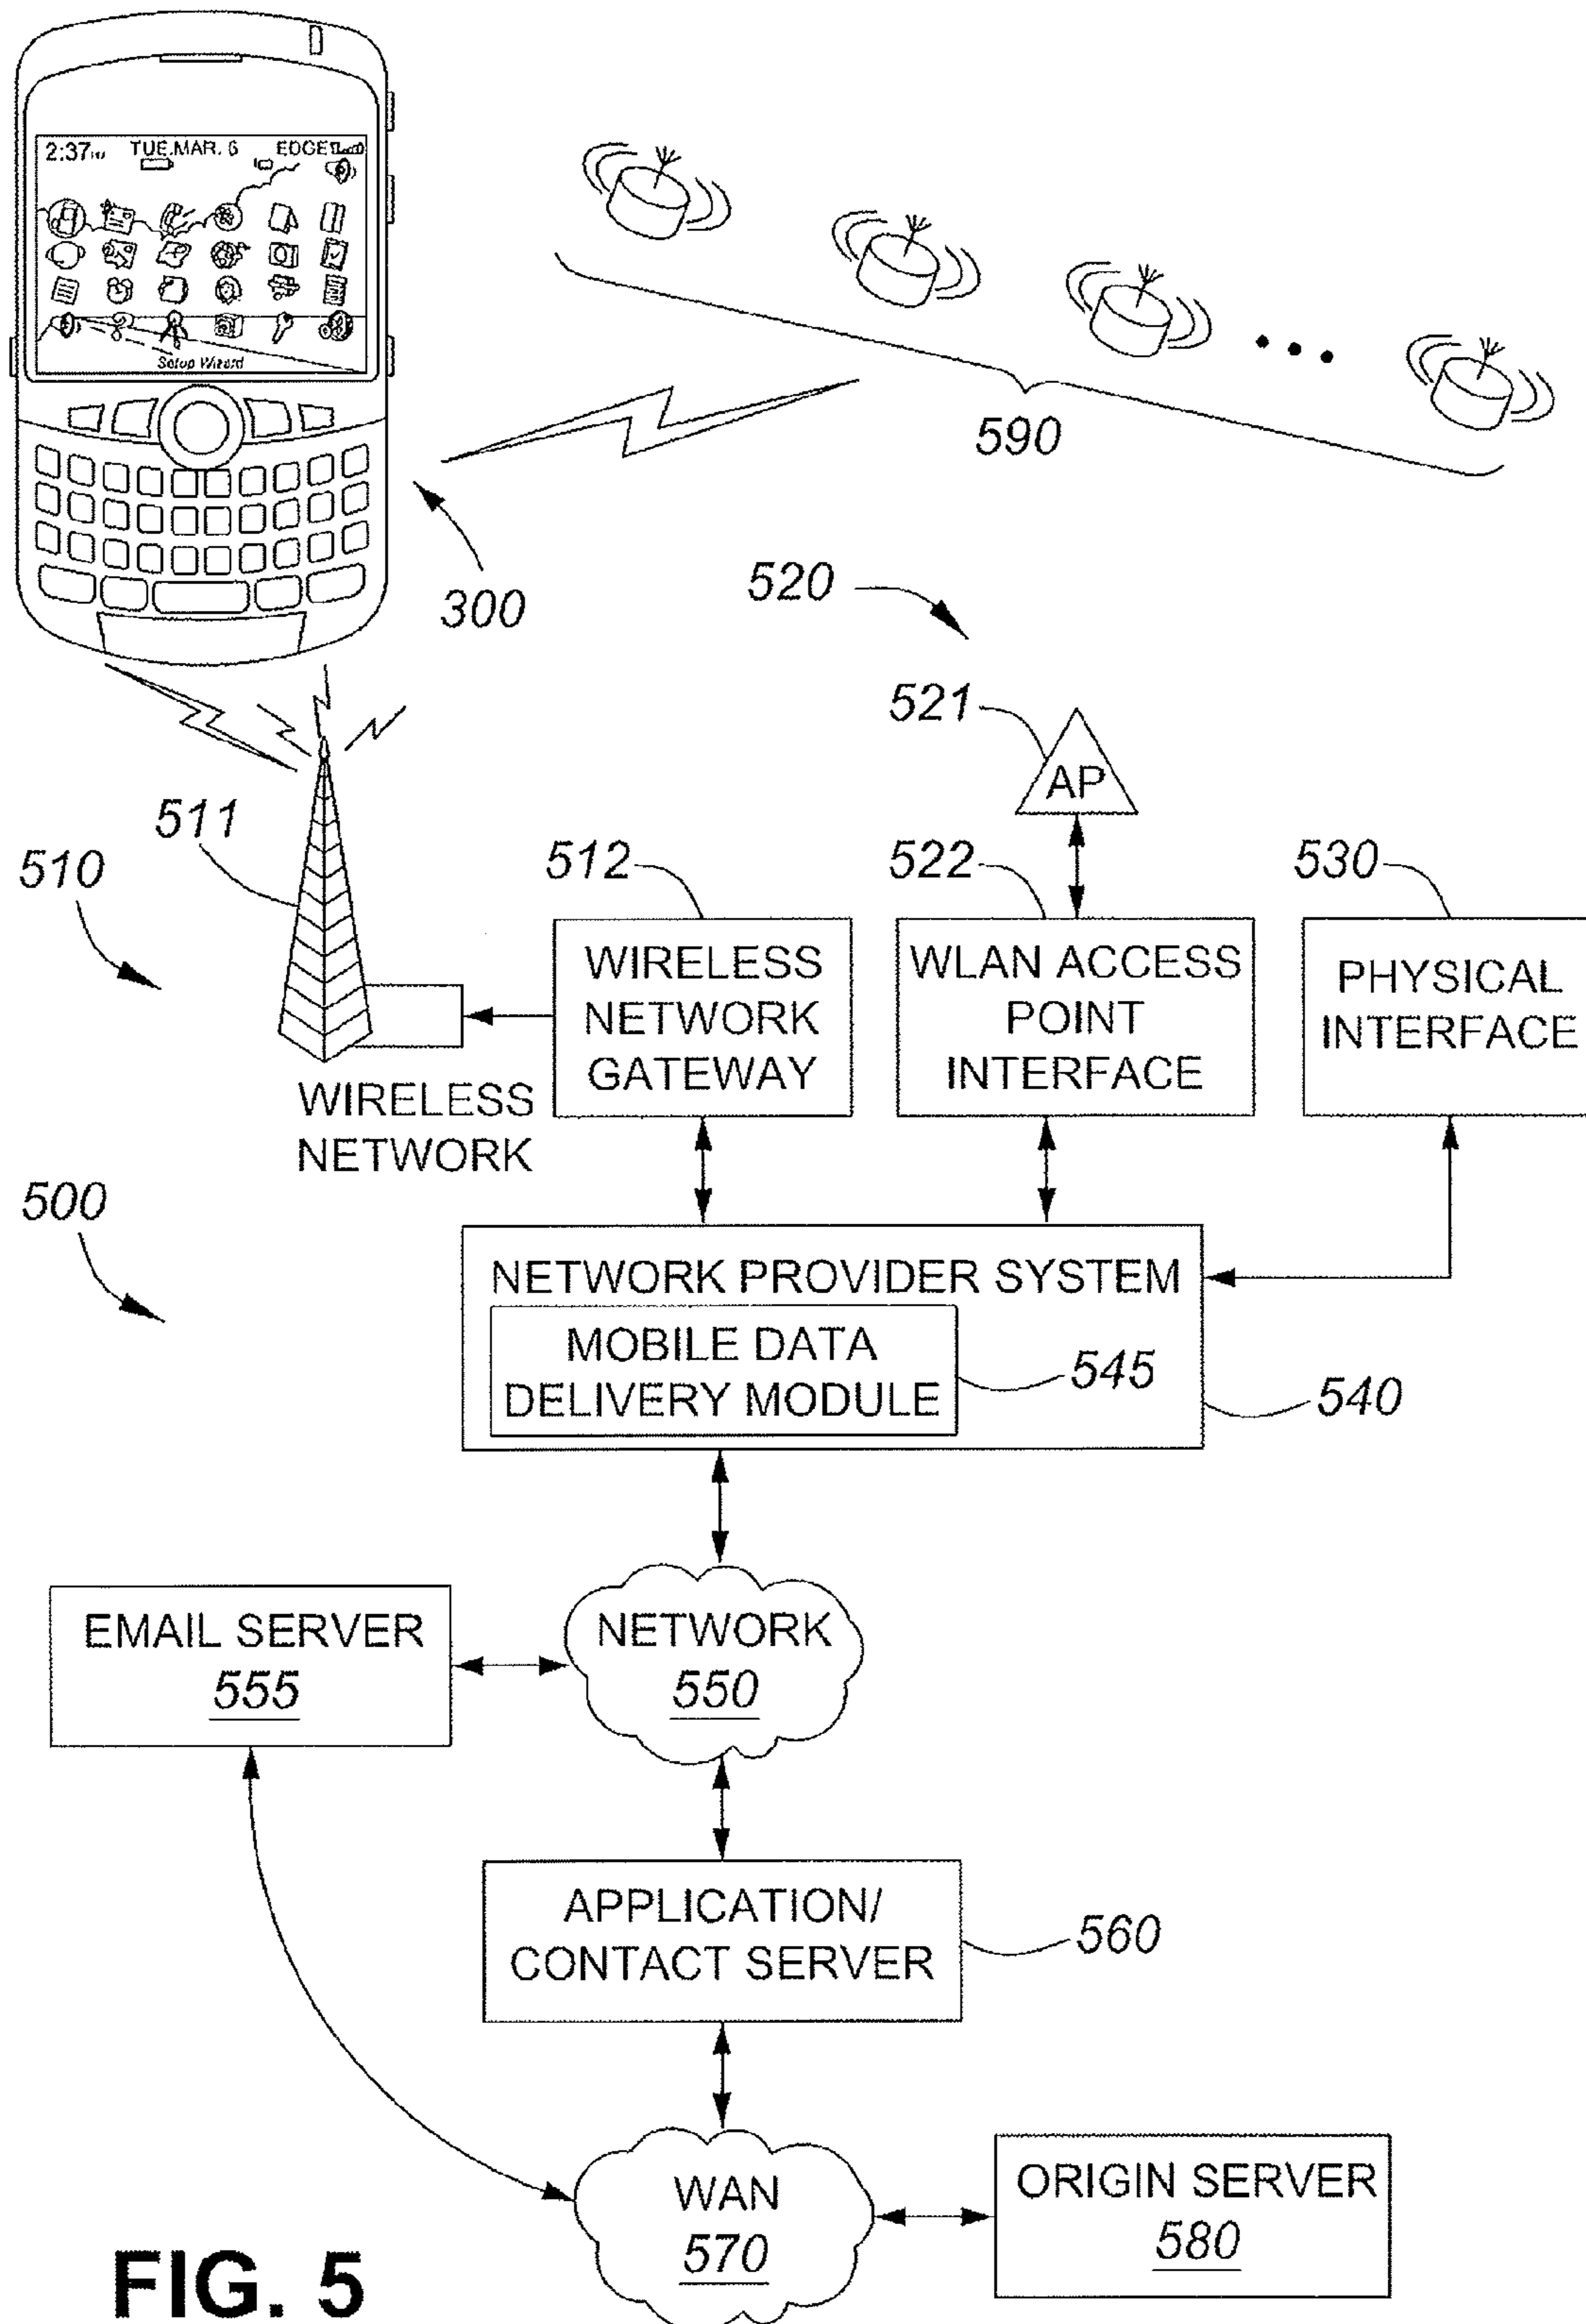 2:37
TUE,MAR. 6
EDGE
Setup Wizard
590
300
520
521
AP
511
510
512
522
530
WIRELESS
NETWORK
GATEWAY
WLAN ACCESS
POINT
INTERFACE
PHYSICAL
INTERFACE
WIRELESS
NETWORK
500
NETWORK PROVIDER SYSTEM
MOBILE DATA
DELIVERY MODULE
545
540
EMAIL SERVER
555
NETWORK
550
APPLICATION/
CONTACT SERVER
560
WAN
570
ORIGIN SERVER
580
FIG. 5